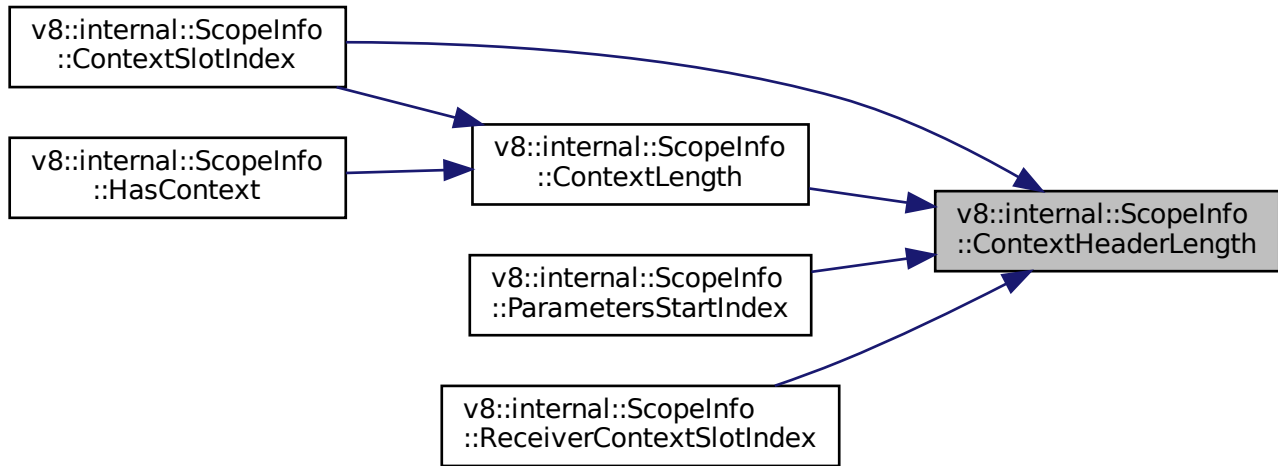 v8::internal::ScopeInfo
::ContextSlotIndex
v8::internal::ScopeInfo
::HasContext
v8::internal::ScopeInfo
::ContextLength
v8::internal::ScopeInfo
::ParametersStartIndex
v8::internal::ScopeInfo
::ReceiverContextSlotIndex
v8::internal::ScopeInfo
::ContextHeaderLength